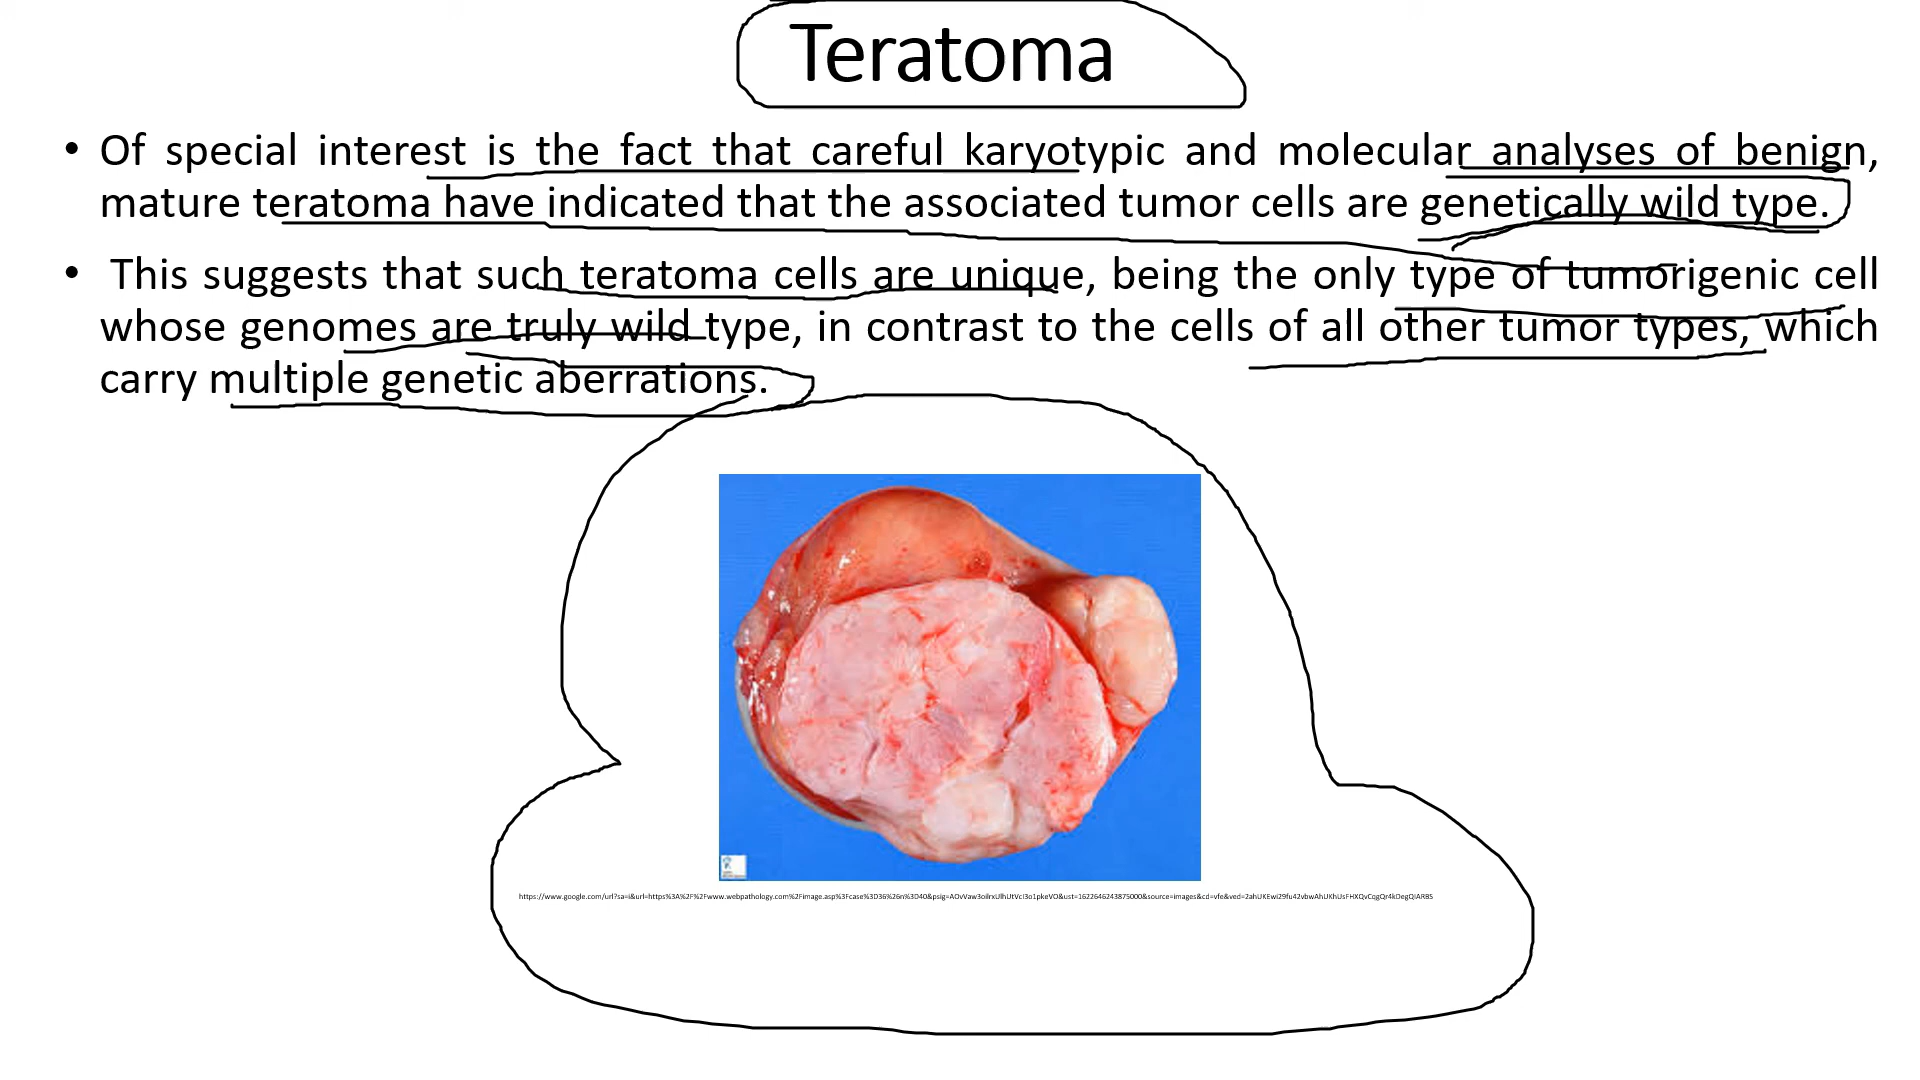 Teratoma
• Of special interest is the fact that careful karyotypic and molecular analyses of benign,
mature teratoma have indicated that the associated tumor cells are genetically wild type.
• This suggests that such teratoma cells are unique, being the only type of tumorigenic cell
whose genomes are truly wild type, in contrast to the cells of all other tumor types, which
carry multiple genetic aberrations.